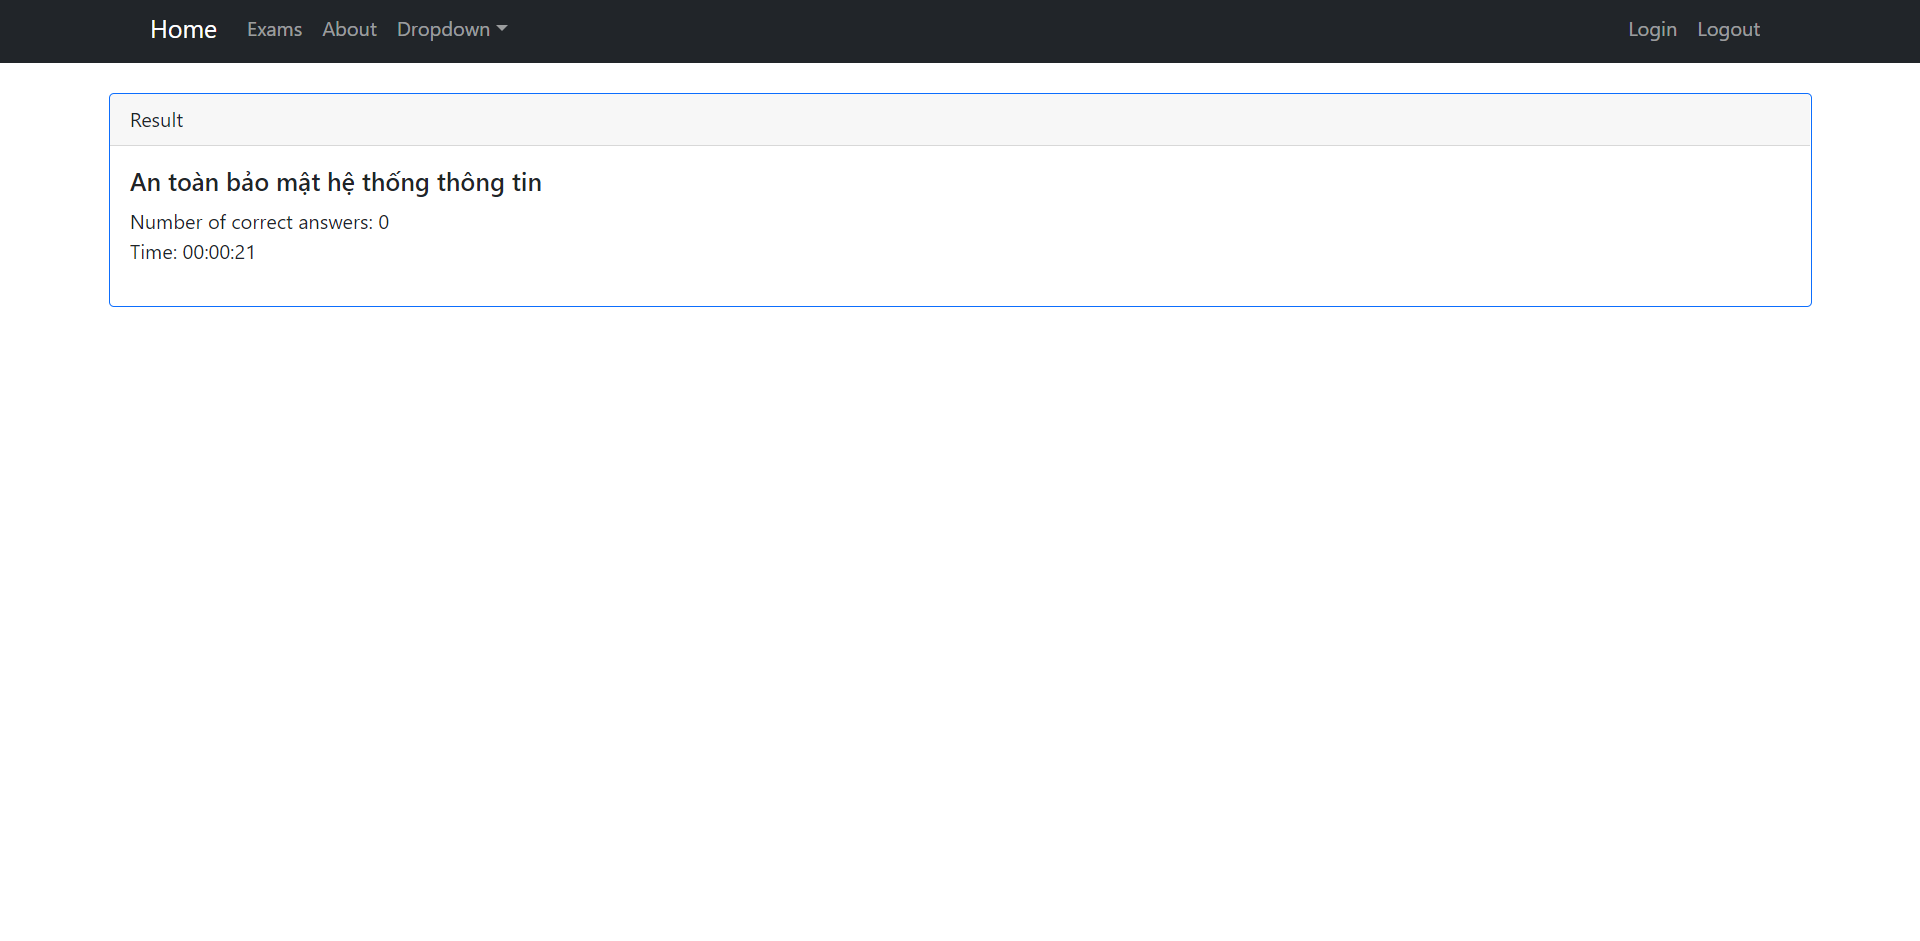 Home Exams About Dropdown Login Logout
Result
An toàn bảo mật hệ thống thông tin
Number of correct answers: 0
Time: 00:00:21